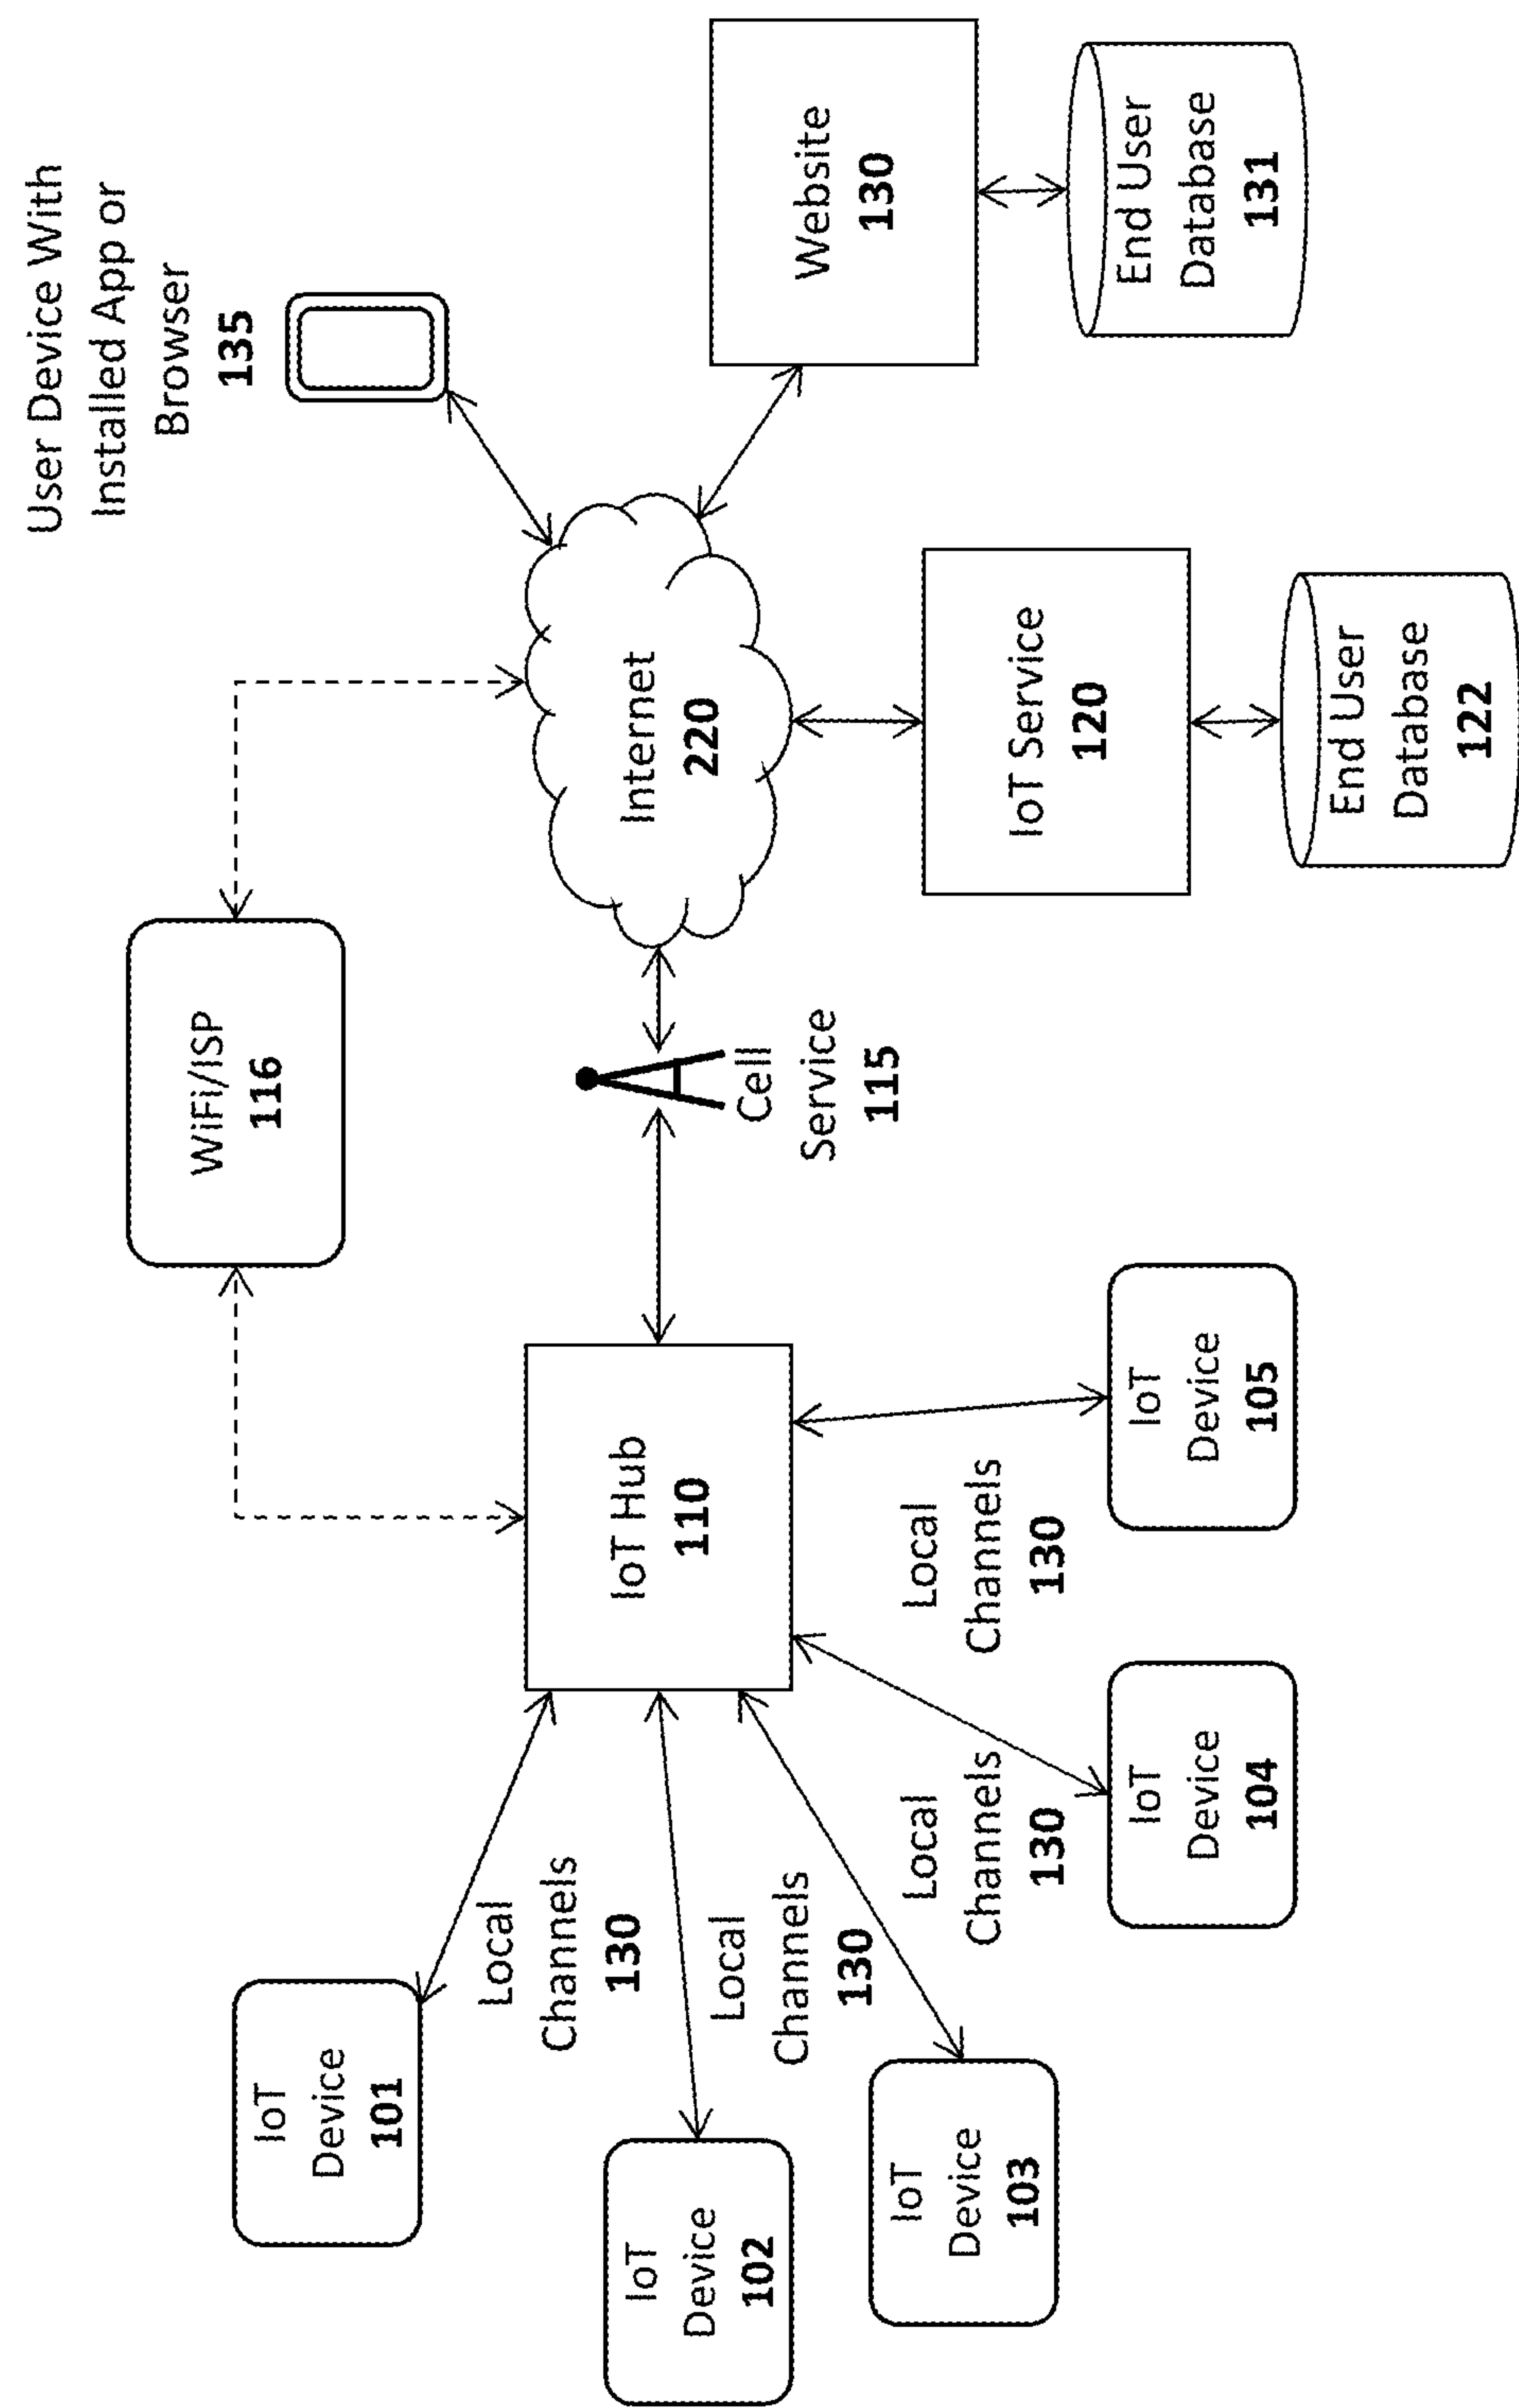 User Device With
Installed App or
Browser
135
WiFi/ISP
116
IoT
Device
101
IoT
Device
102
IoT
Device
103
IoT
Device
104
IoT
Device
105
Local
Channels
130
Local
Channels
130
Local
Channels
130
Local
Channels
130
IoT Hub
110
Cell
Service
115
Internet
220
IoT Service
120
End User
Database
122
Website
130
End User
Database
131